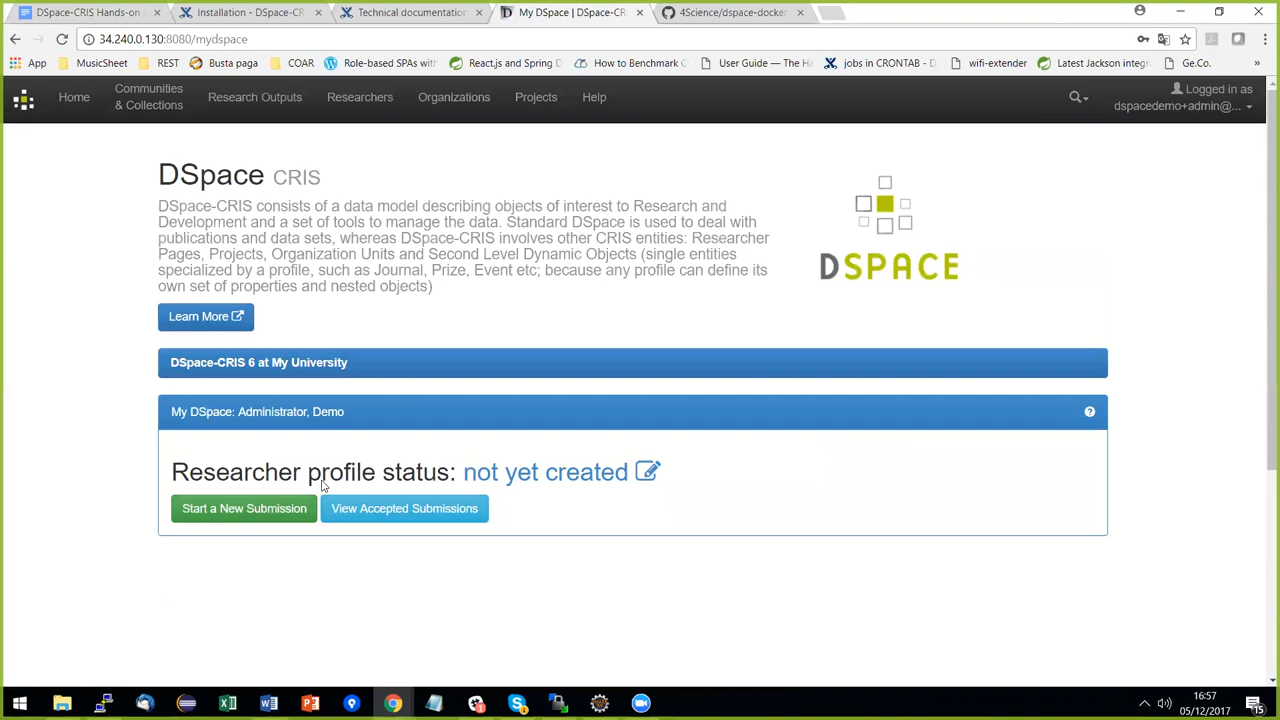 DSpace-CRIS Hands-on
Installation - DSpace-CR
Technical documentation
My DSpace | DSpace-CR
4Science/dspace-docker
34.240.0.130:8080/mydspace
App
MusicSheet
REST
Busta paga
COAR
Role-based SPAs with
React.js and Spring D
How to Benchmark C
User Guide — The Ha
jobs in CRONTAB - D
wifi-extender
Latest Jackson integr
Ge.Co.
»
Home
Communities
& Collections
Research Outputs
Researchers
Organizations
Projects
Help
Logged in as
dspacedemo+admin@...
DSpace CRIS
DSpace-CRIS consists of a data model describing objects of interest to Research and
Development and a set of tools to manage the data. Standard DSpace is used to deal with
publications and data sets, whereas DSpace-CRIS involves other CRIS entities: Researcher
Pages, Projects, Organization Units and Second Level Dynamic Objects (single entities
specialized by a profile, such as Journal, Prize, Event etc; because any profile can define its
own set of properties and nested objects)
DSPACE
Learn More
DSpace-CRIS 6 at My University
My DSpace: Administrator, Demo
Researcher profile status: not yet created
Start a New Submission
View Accepted Submissions
16:57
05/12/2017
15